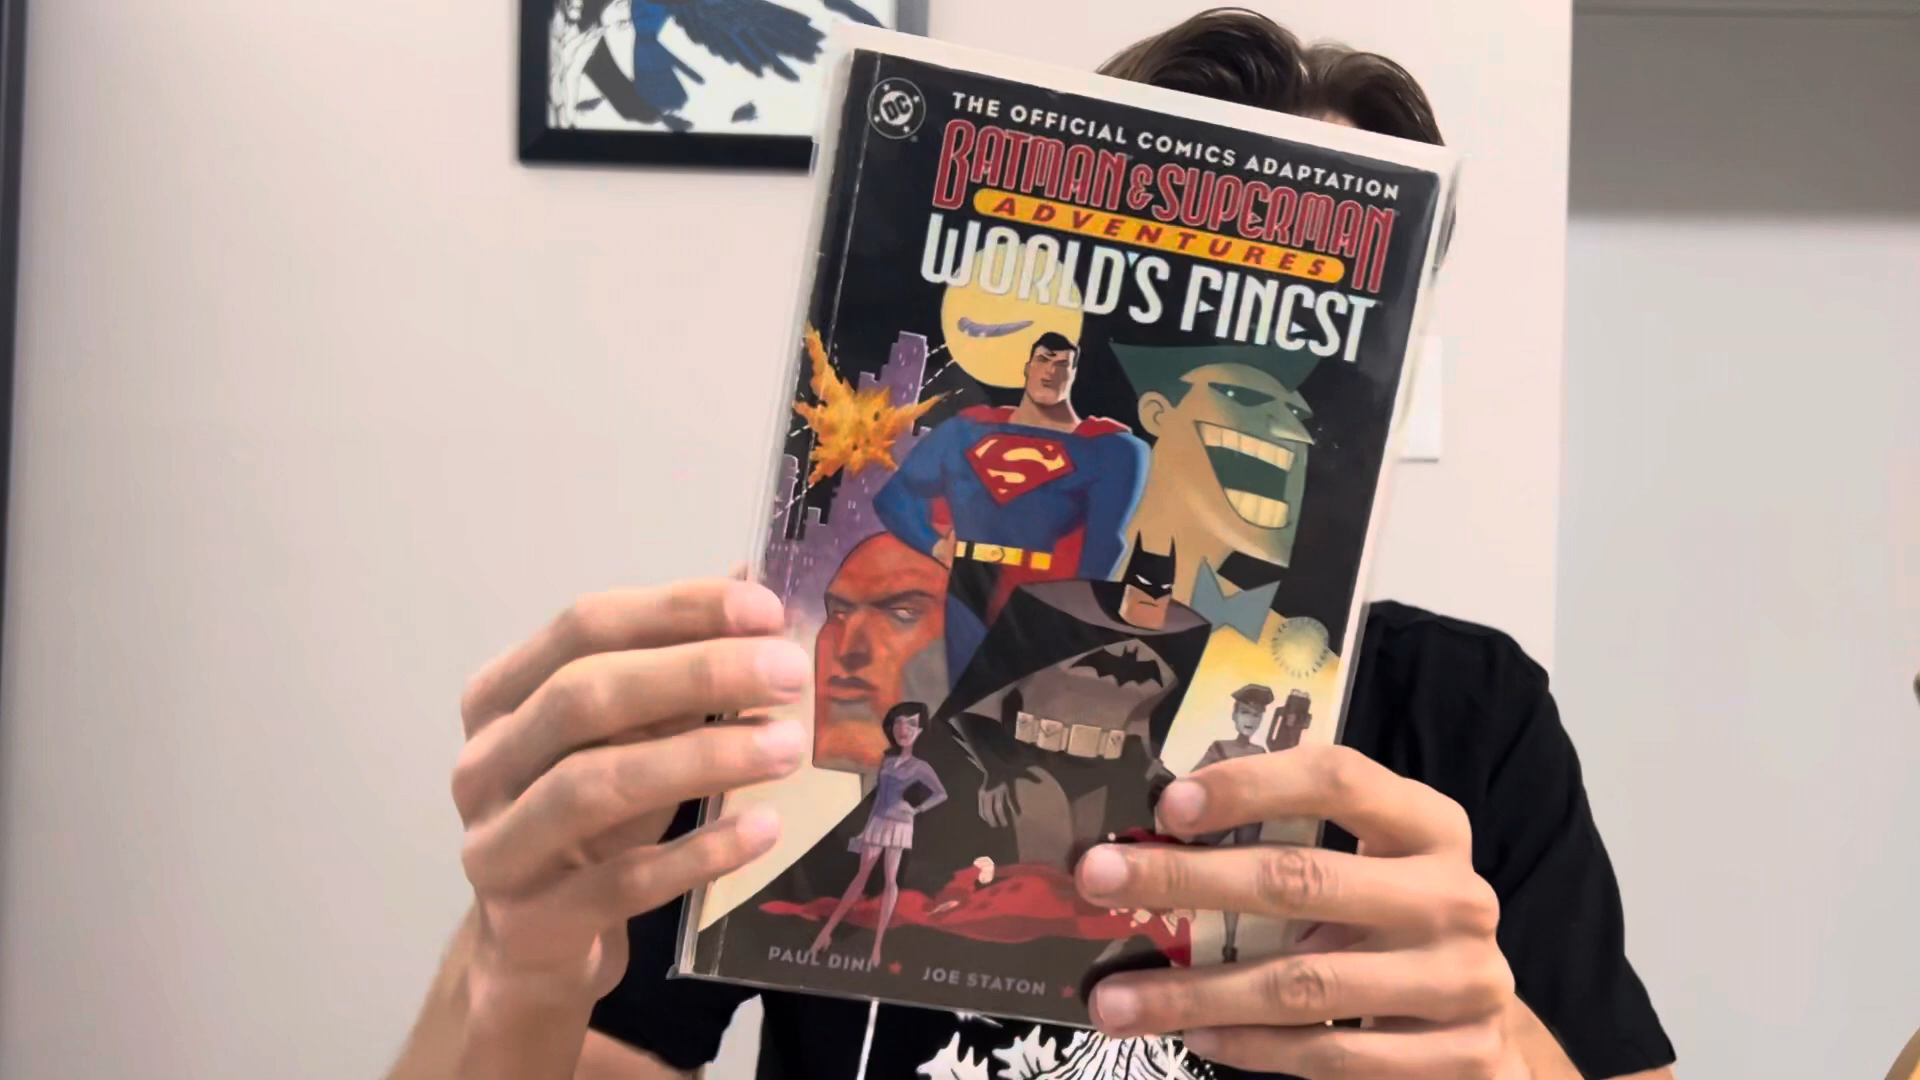 DC
THE OFFICIAL COMICS ADAPTATION
BATMAN & SUPERMAN
ADVENTURES
WORLD'S FINEST
S
PAUL DINI ★ JOE STATON ★